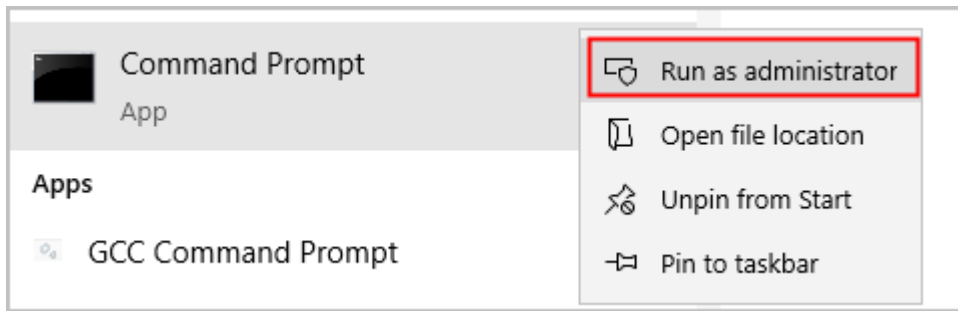 Command Prompt
App
Apps
GCC Command Prompt
Run as administrator
Open file location
Unpin from Start
Pin to taskbar